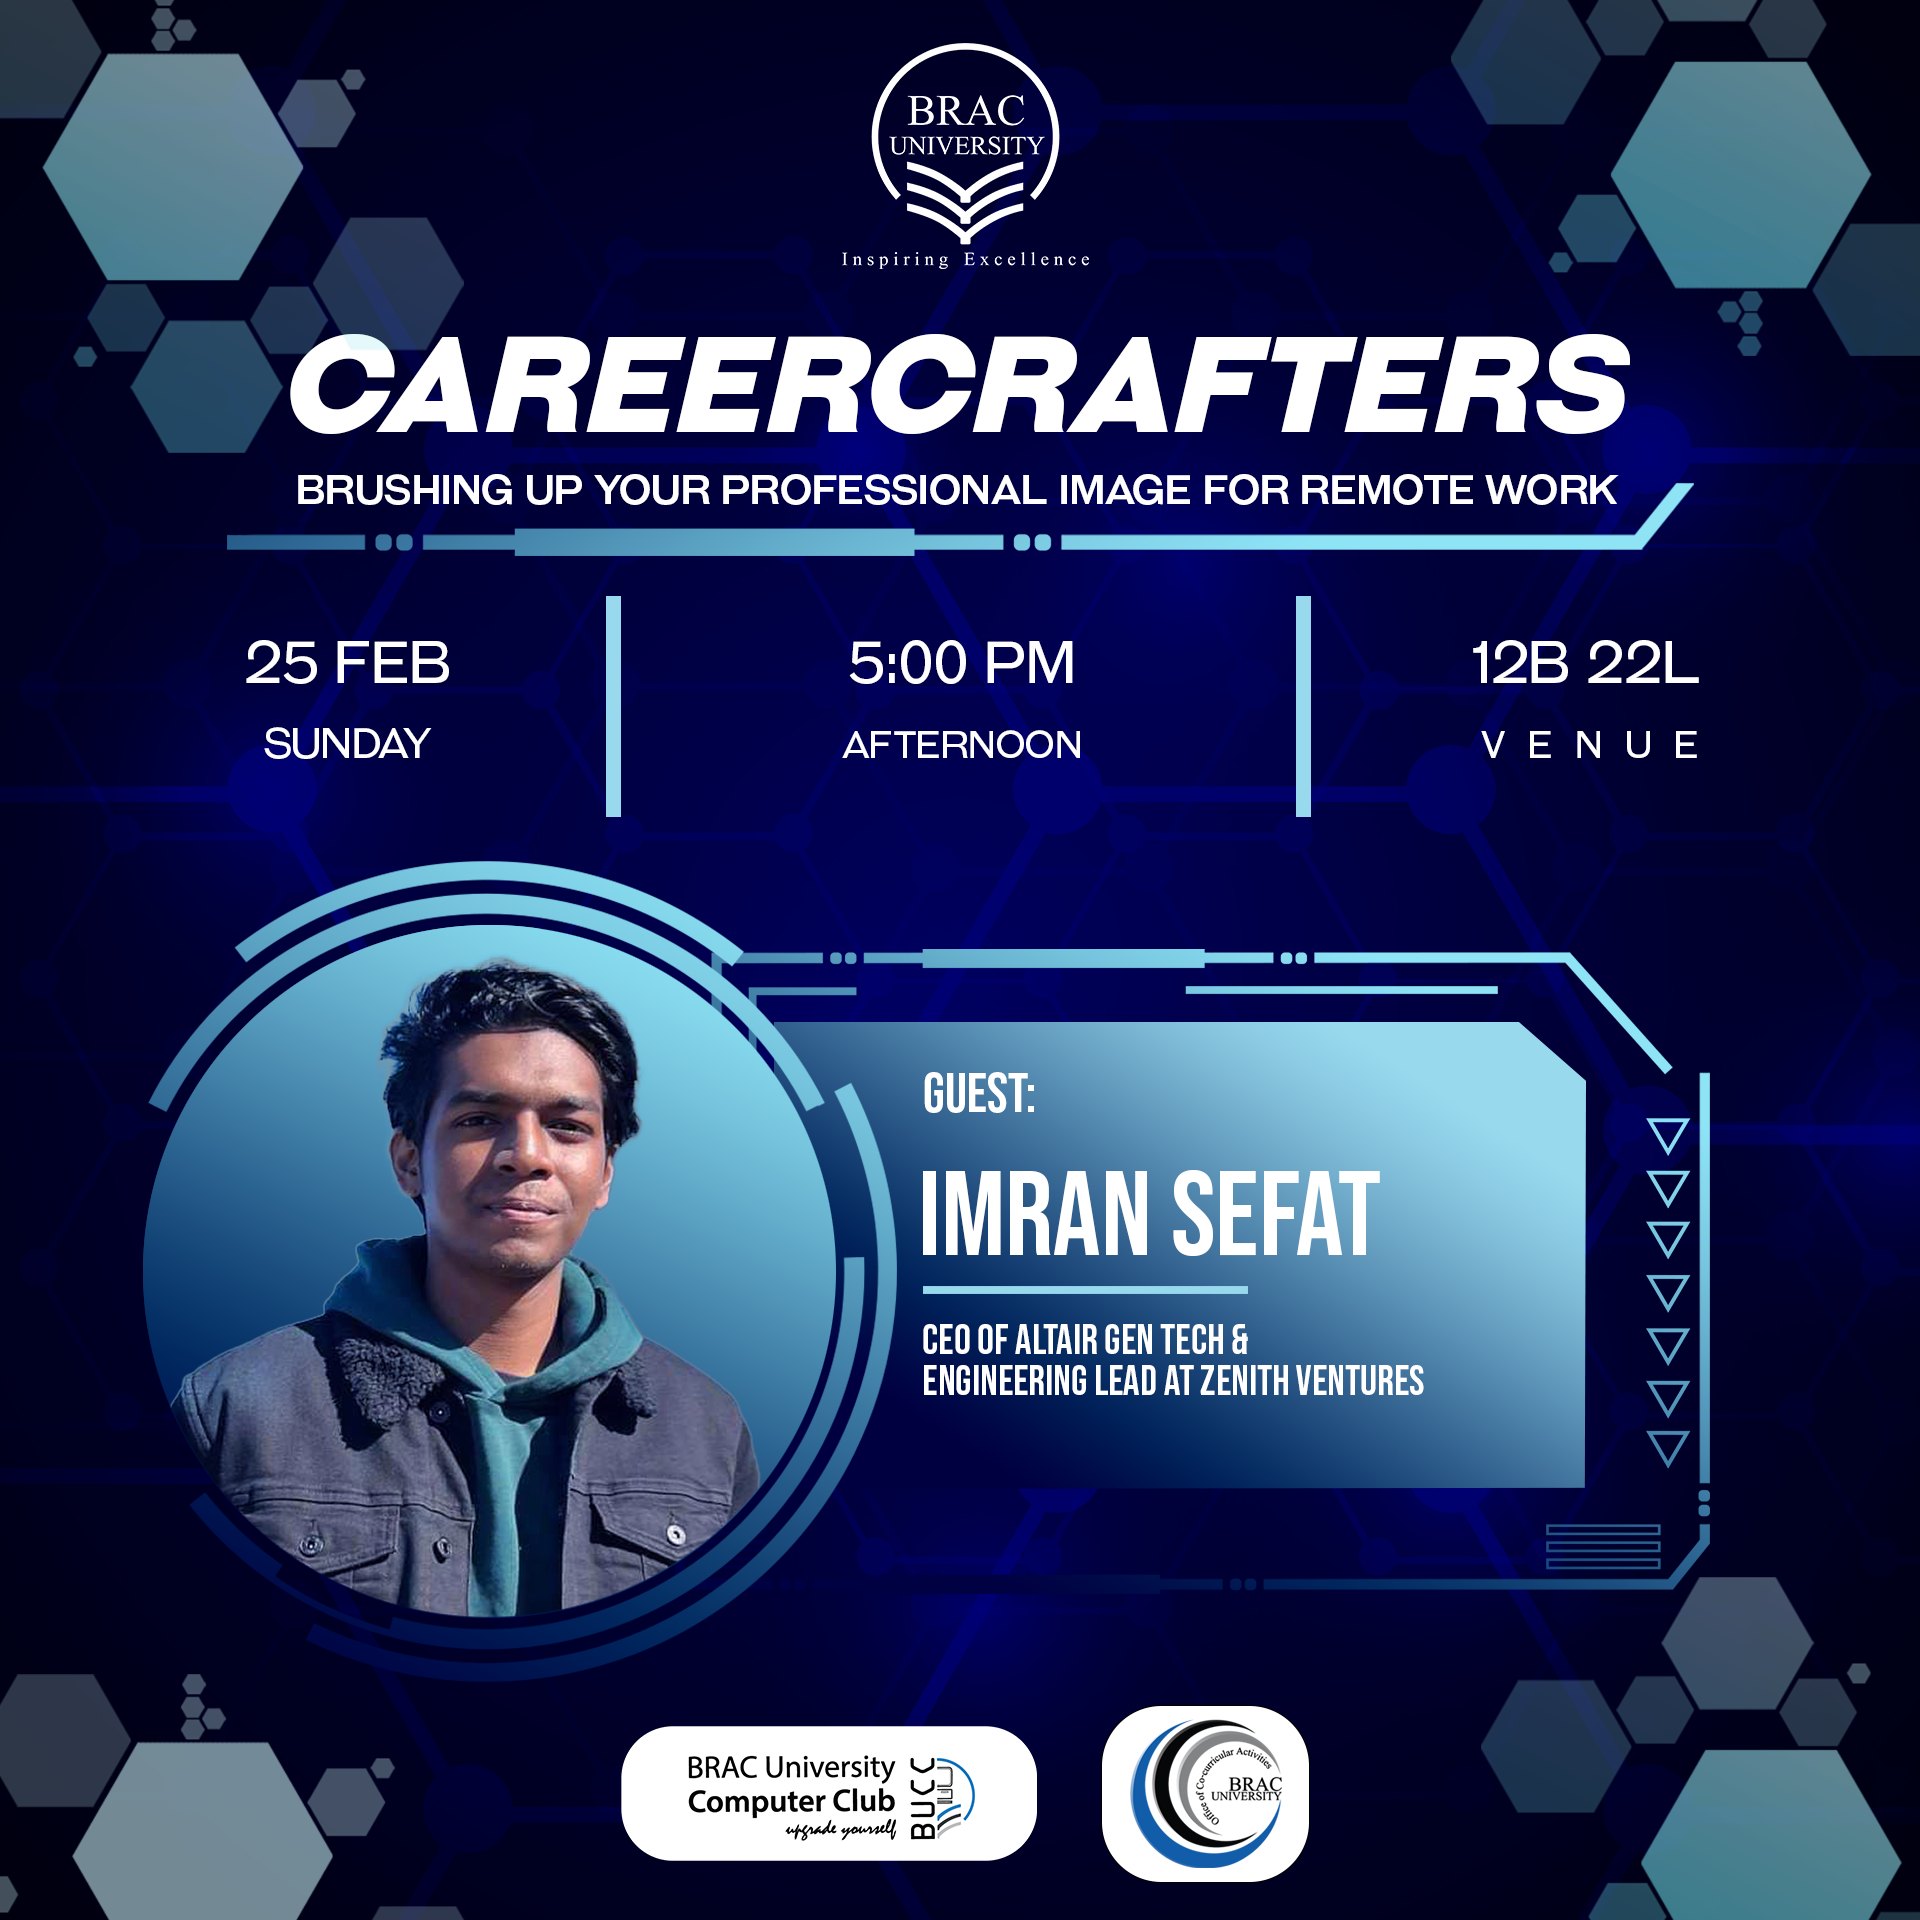 BRAC
UNIVERSITY
Inspiring Excellence
CAREERCRAFTERS
BRUSHING UP YOUR PROFESSIONAL IMAGE FOR REMOTE WORK
25 FEB
SUNDAY
5:00 PM
AFTERNOON
12B 22L
VENUE
GUEST:
IMRAN SEFAT
CEO OF ALTAIR GEN TECH &
ENGINEERING LEAD AT ZENITH VENTURES
BRAC University
Computer Club
upgrade yourself
BUCC
Office of Co-curricular Activities
BRAC
UNIVERSITY